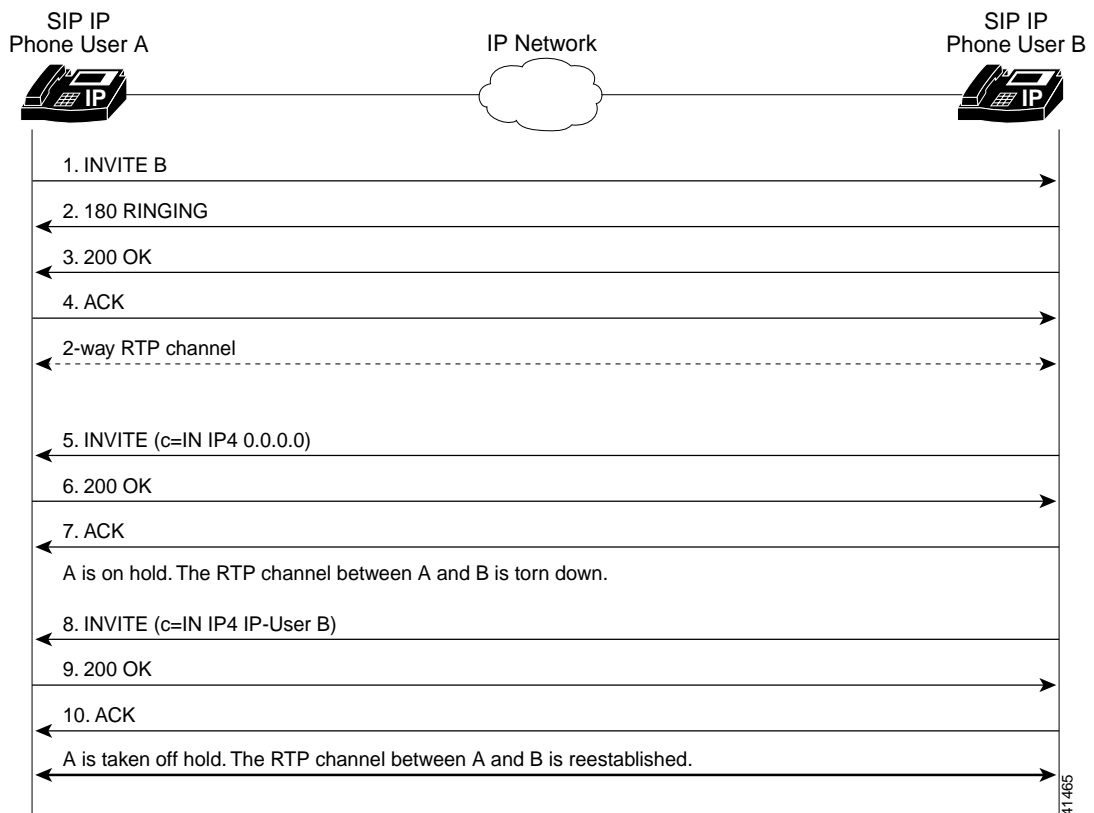 SIP IP
Phone User A
IP Network
SIP IP
Phone User B
IP
IP
1. INVITE B
2. 180 RINGING
3. 200 OK
4. ACK
2-way RTP channel
5. INVITE (c=IN IP4 0.0.0.0)
6. 200 OK
7. ACK
A is on hold. The RTP channel between A and B is torn down.
8. INVITE (c=IN IP4 IP-User B)
9. 200 OK
10. ACK
A is taken off hold. The RTP channel between A and B is reestablished.
41465